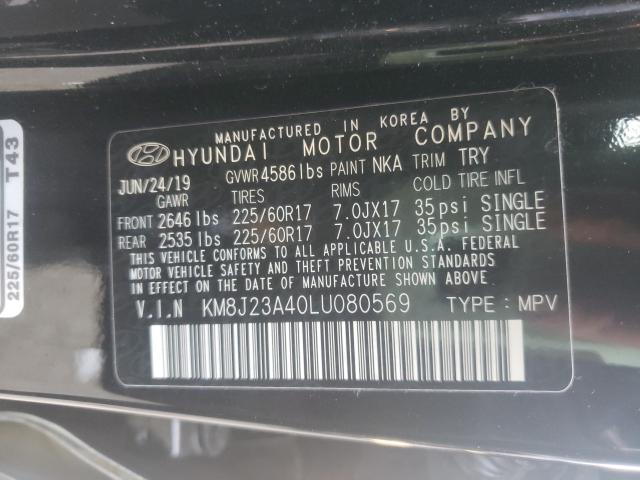 MANUFACTURED IN KOREA BY
HYUNDAI MOTOR COMPANY
JUN/24/19 GVWR 4586 lbs PAINT NKA TRIM TRY
GAWR TIRES RIMS COLD TIRE INFL
FRONT 2646 lbs 225/60R17 7.0JX17 35psi SINGLE
REAR 2535 lbs 225/60R17 7.0JX17 35psi SINGLE
THIS VEHICLE CONFORMS TO ALL APPLICABLE U.S.A. FEDERAL
MOTOR VEHICLE SAFETY AND THEFT PREVENTION STANDARDS
IN EFFECT ON THE DATE OF MANUFACTURE SHOWN ABOVE.
V.I.N KM8J23A40LU080569 TYPE : MPV
225/60R17 T43